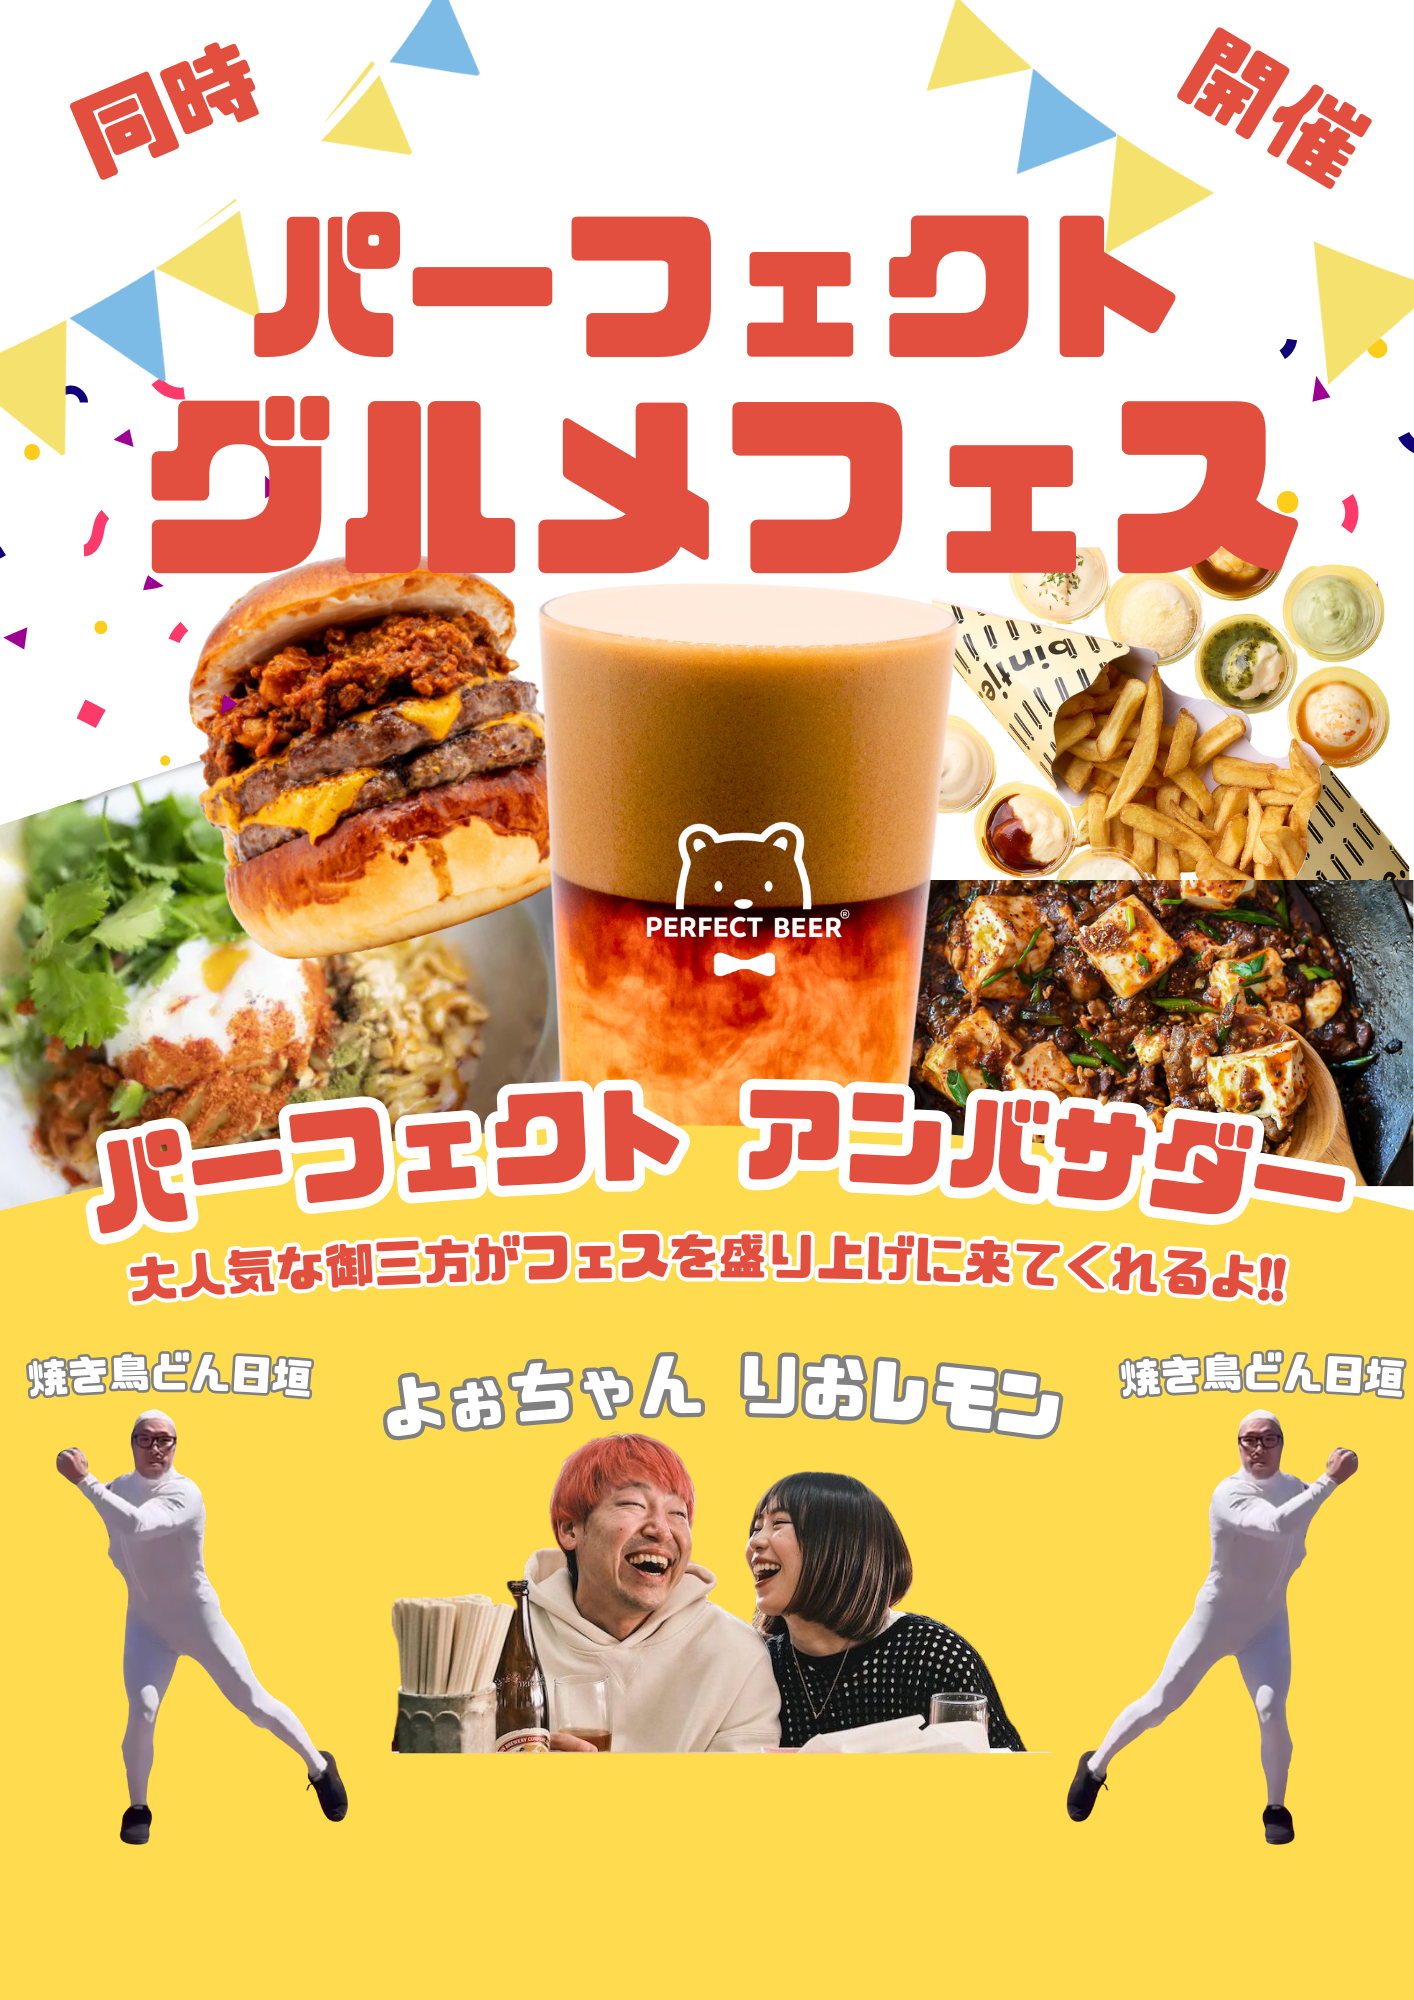 同時
開催
パーフェクト
グルメフェス
bintje.
PERFECT BEER®
パーフェクト アンバサダー
大人気な御三方がフェスを盛り上げに来てくれるよ!!
焼き鳥どん日垣
よぉちゃん りおレモン
焼き鳥どん日垣